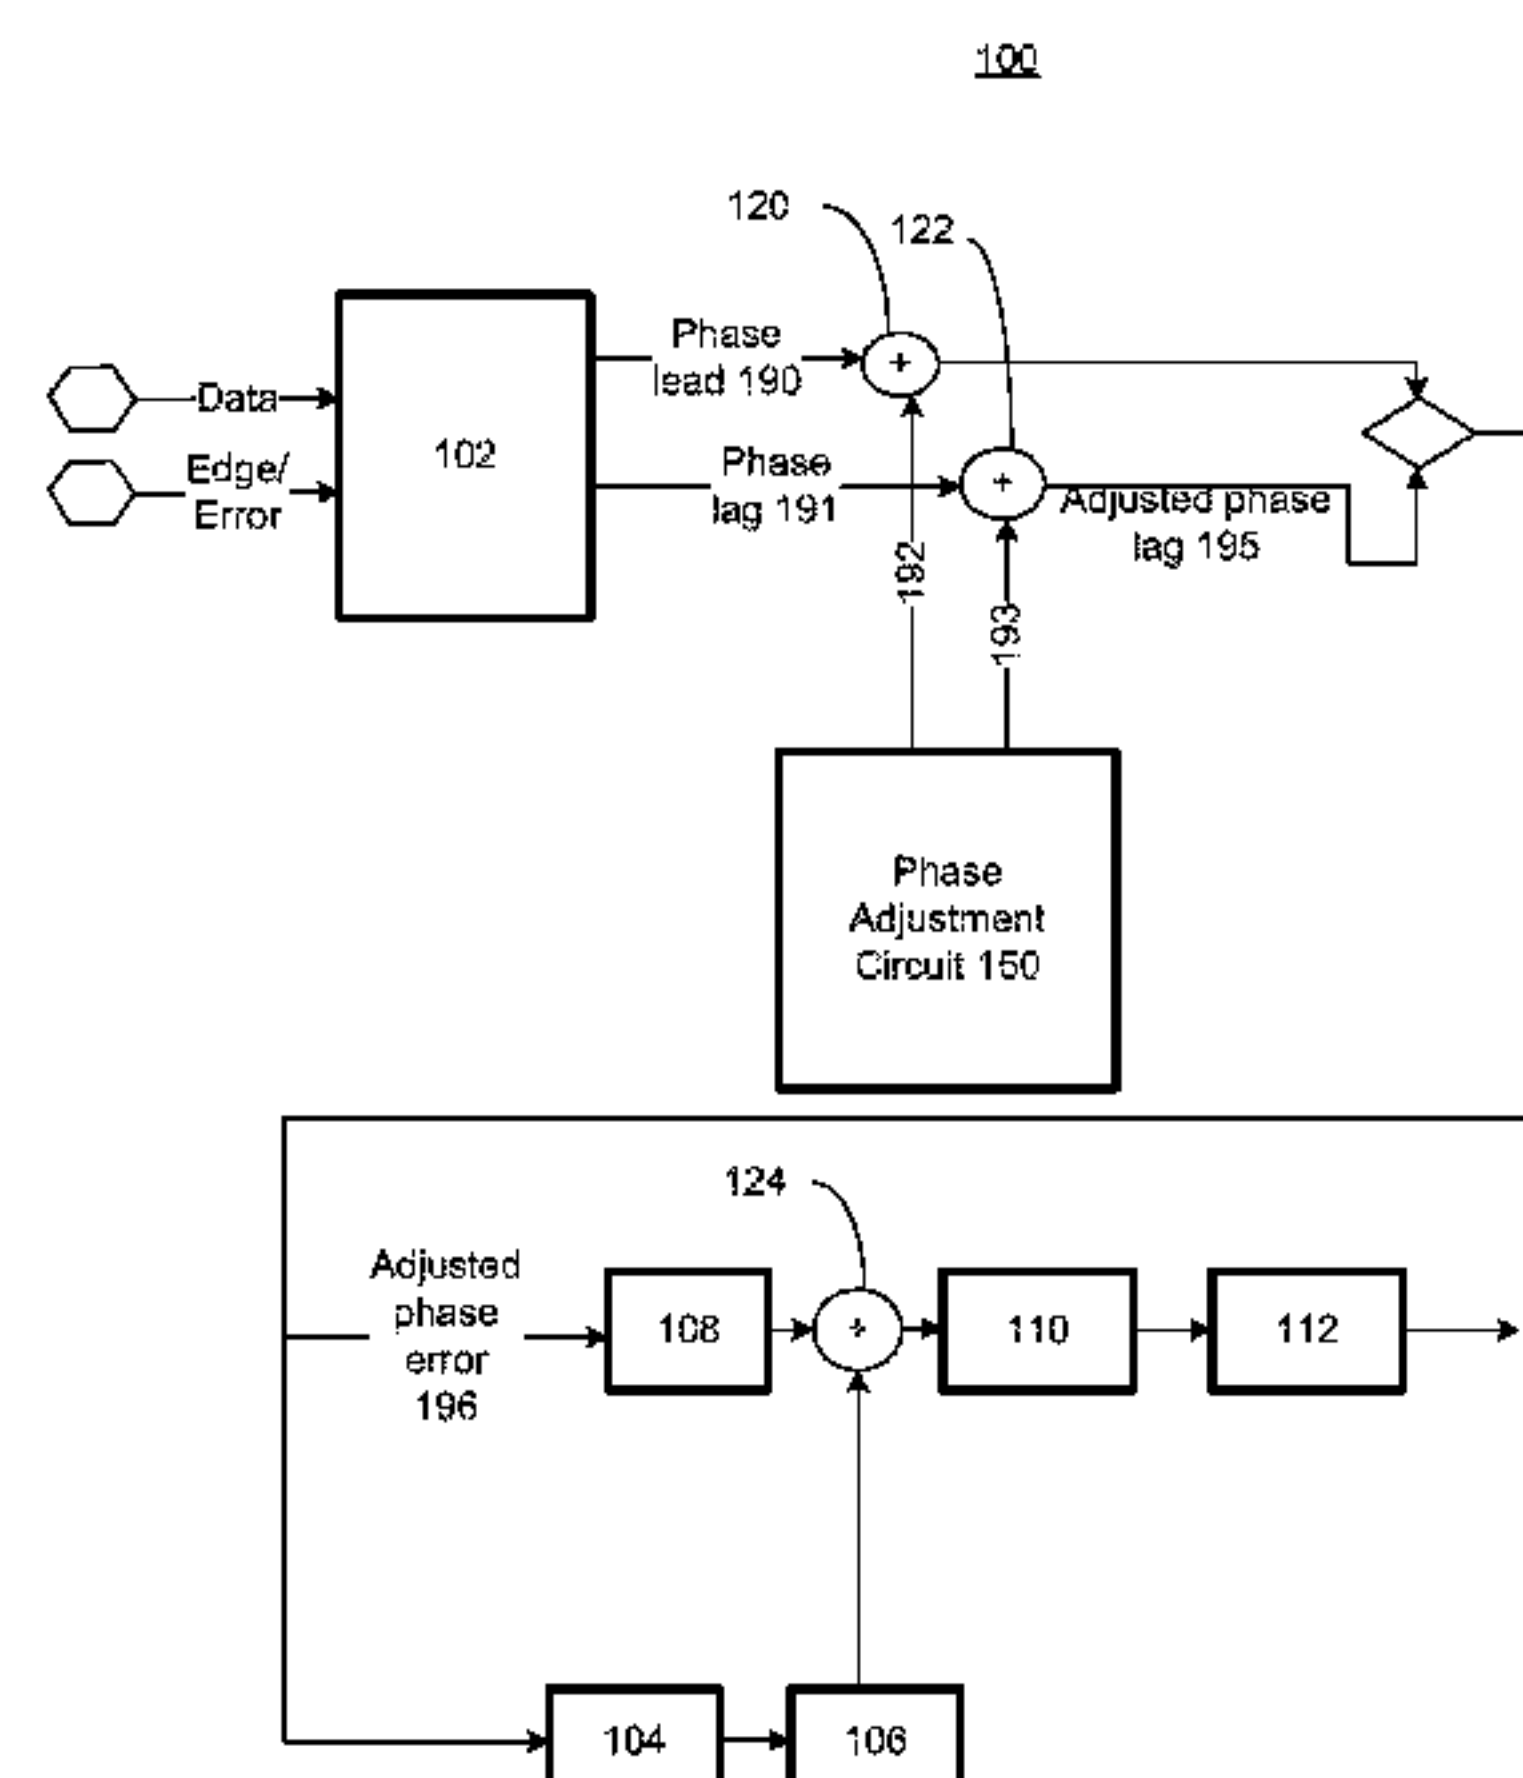 100
120
122
Phase
lead 190
Data
102
Edge/
Error
Phase
lag 191
Adjusted phase
lag 195
192
193
Phase
Adjustment
Circuit 150
124
Adjusted
phase
error
196
108
110
112
104
106